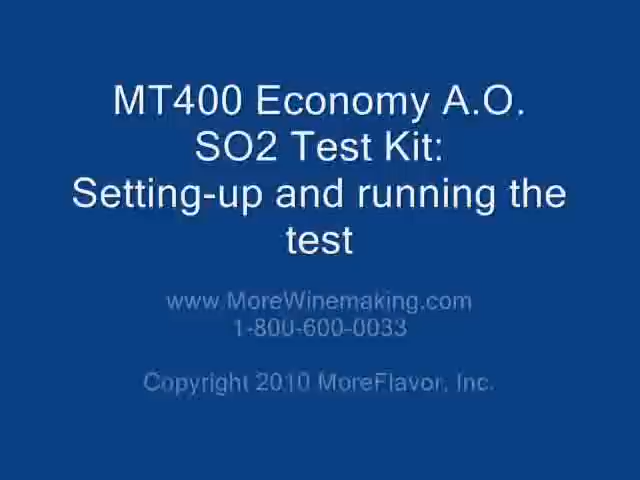 MT400 Economy A.O.
SO2 Test Kit:
Setting-up and running the
test
www.MoreWinemaking.com
1-800-600-0033
Copyright 2010 MoreFlavor, Inc.